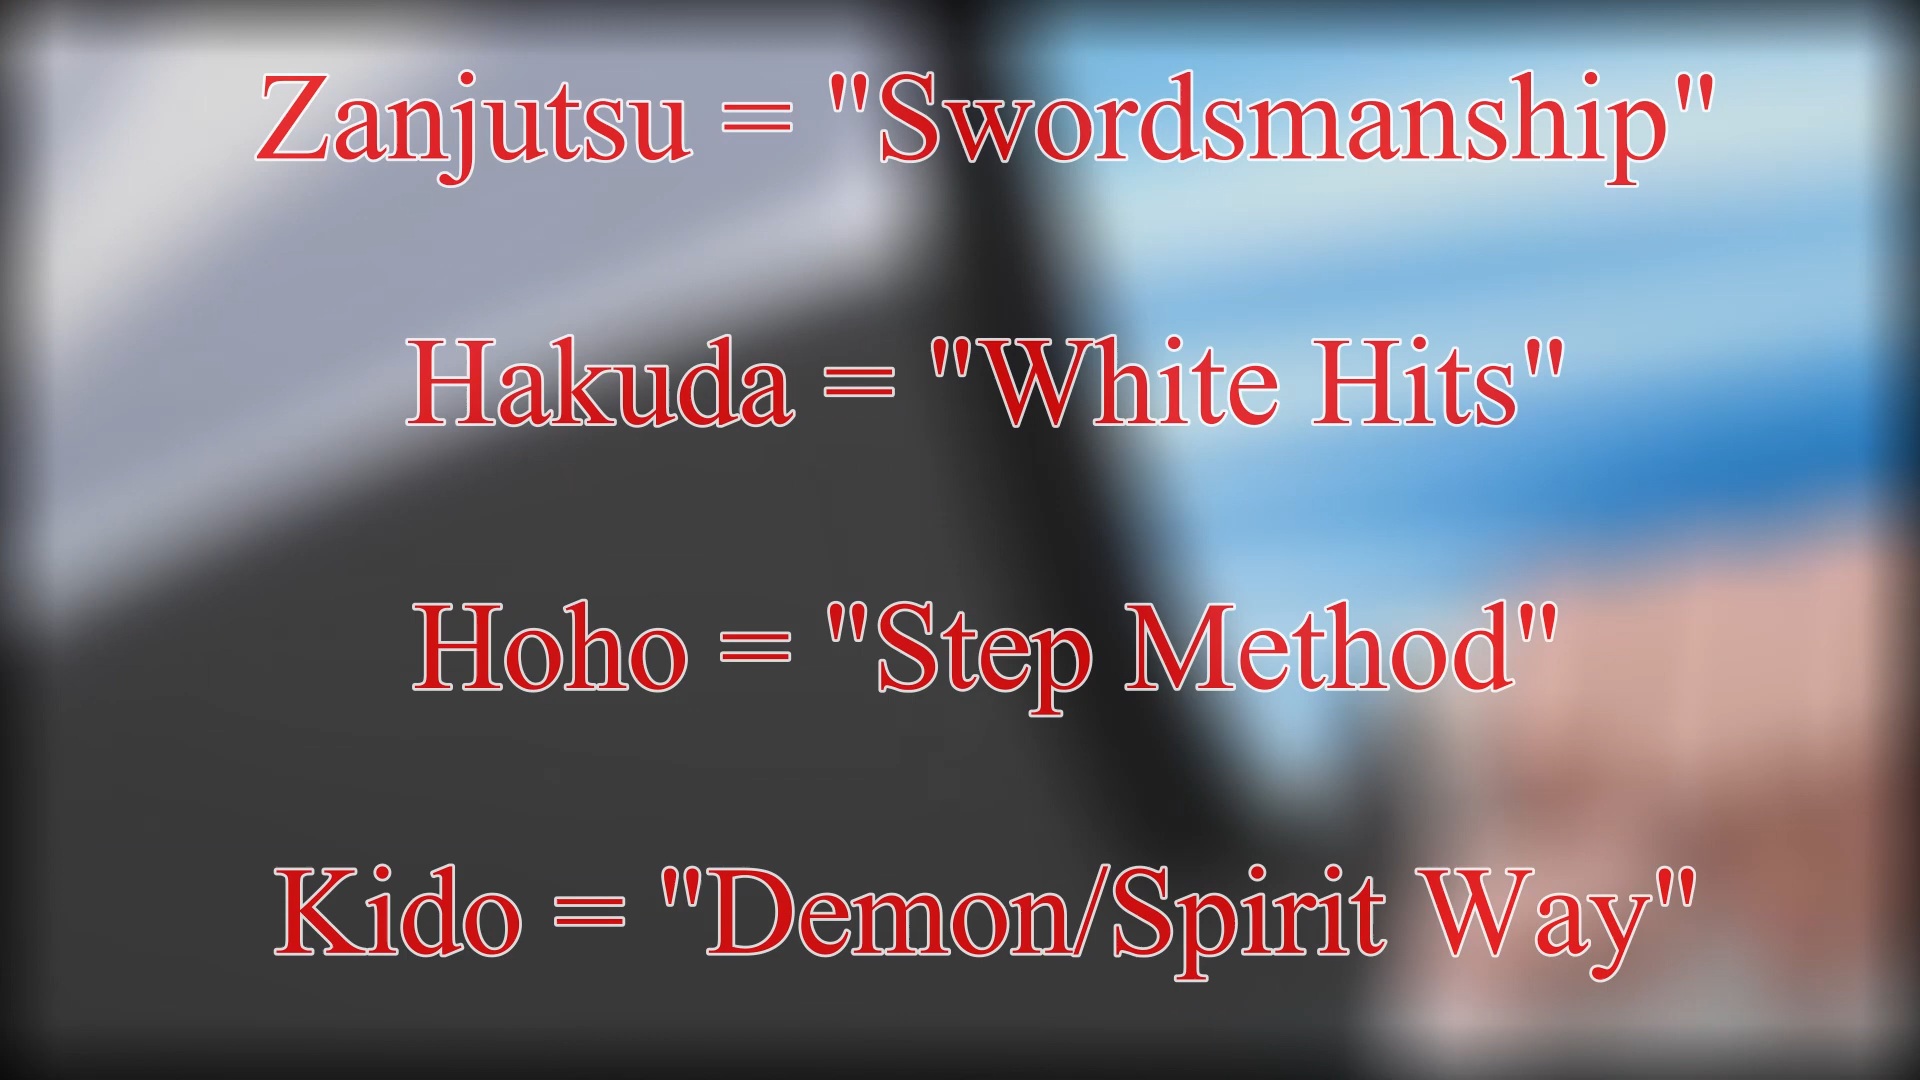 Zanjutsu = "Swordsmanship"
Hakuda = "White Hits"
Hoho = "Step Method"
Kido = "Demon/Spirit Way"